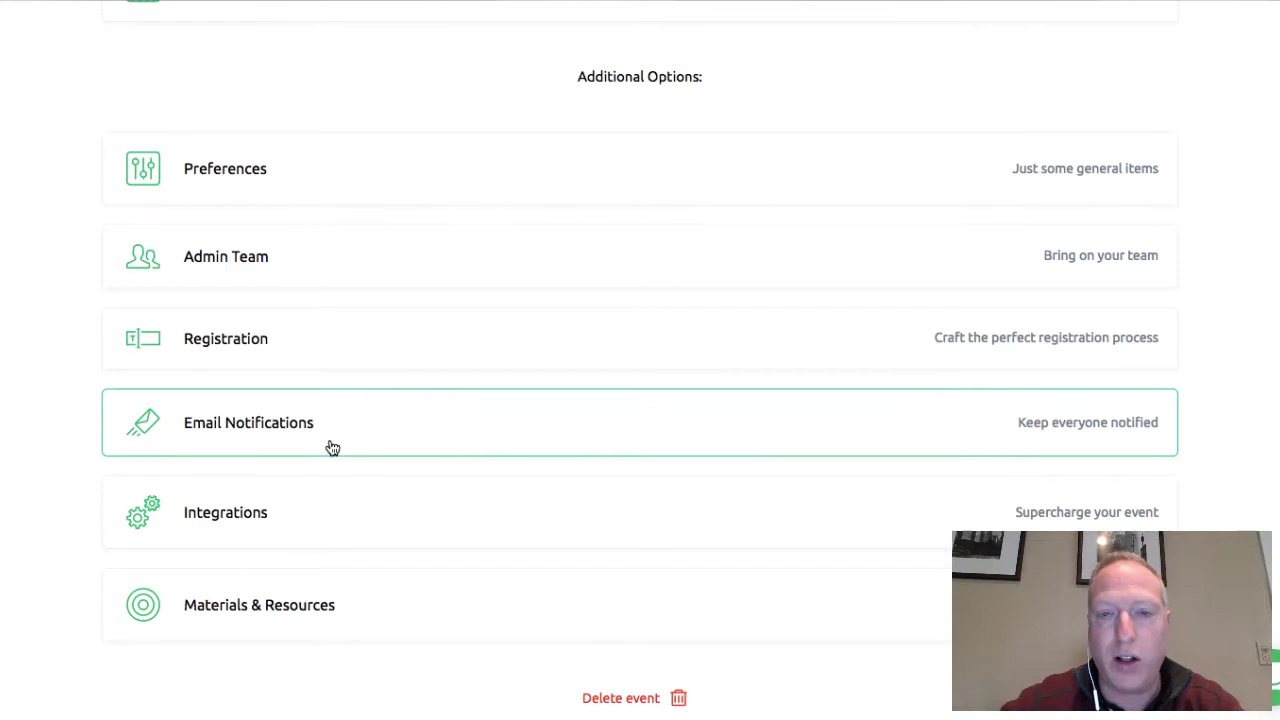 Additional Options:
Preferences
Just some general items
Admin Team
Bring on your team
Registration
Craft the perfect registration process
Email Notifications
Keep everyone notified
Integrations
Supercharge your event
Materials & Resources
Delete event